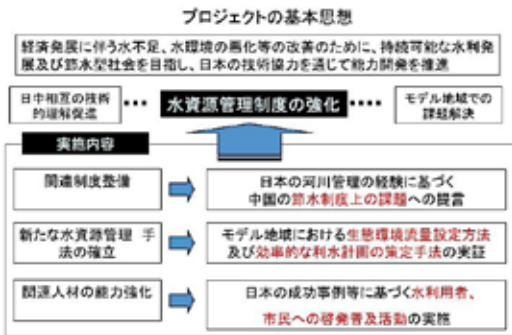 プロジェクトの基本思想
経済発展に伴う水不足、水環境の悪化等の改善のために、持続可能な水利発
展及び節水型社会を目指し、日本の技術協力を通じて能力開発を推進
日中相互の技術
的理解促進
水資源管理制度の強化
モデル地域での
課題解決
実施内容
関連制度整備
日本の河川管理の経験に基づく
中国の節水制度上の課題への提言
新たな水資源管理 手
法の確立
モデル地域における生態環境流量設定方法
及び効率的な利水計画の策定手法の実証
関連人材の能力強化
日本の成功事例等に基づく水利用者、
市民への啓発普及活動の実施